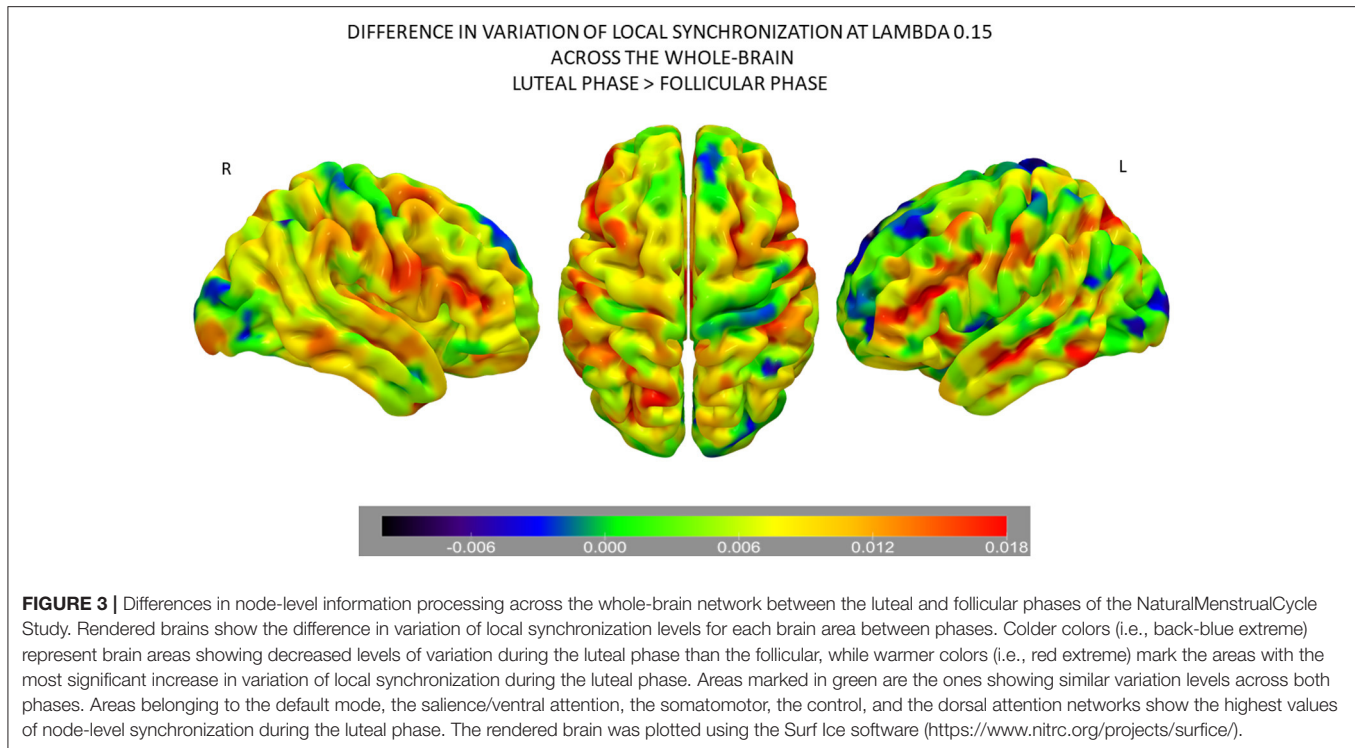 DIFFERENCE IN VARIATION OF LOCAL SYNCHRONIZATION AT LAMBDA 0.15
ACROSS THE WHOLE-BRAIN
LUTEAL PHASE > FOLLICULAR PHASE
R
L
-0.006 0.000 0.006 0.012 0.018
FIGURE 3 | Differences in node-level information processing across the whole-brain network between the luteal and follicular phases of the NaturalMenstrualCycle
Study. Rendered brains show the difference in variation of local synchronization levels for each brain area between phases. Colder colors (i.e., back-blue extreme)
represent brain areas showing decreased levels of variation during the luteal phase than the follicular, while warmer colors (i.e., red extreme) mark the areas with the
most significant increase in variation of local synchronization during the luteal phase. Areas marked in green are the ones showing similar variation levels across both
phases. Areas belonging to the default mode, the salience/ventral attention, the somatomotor, the control, and the dorsal attention networks show the highest values
of node-level synchronization during the luteal phase. The rendered brain was plotted using the Surf Ice software (https://www.nitrc.org/projects/surfice/).